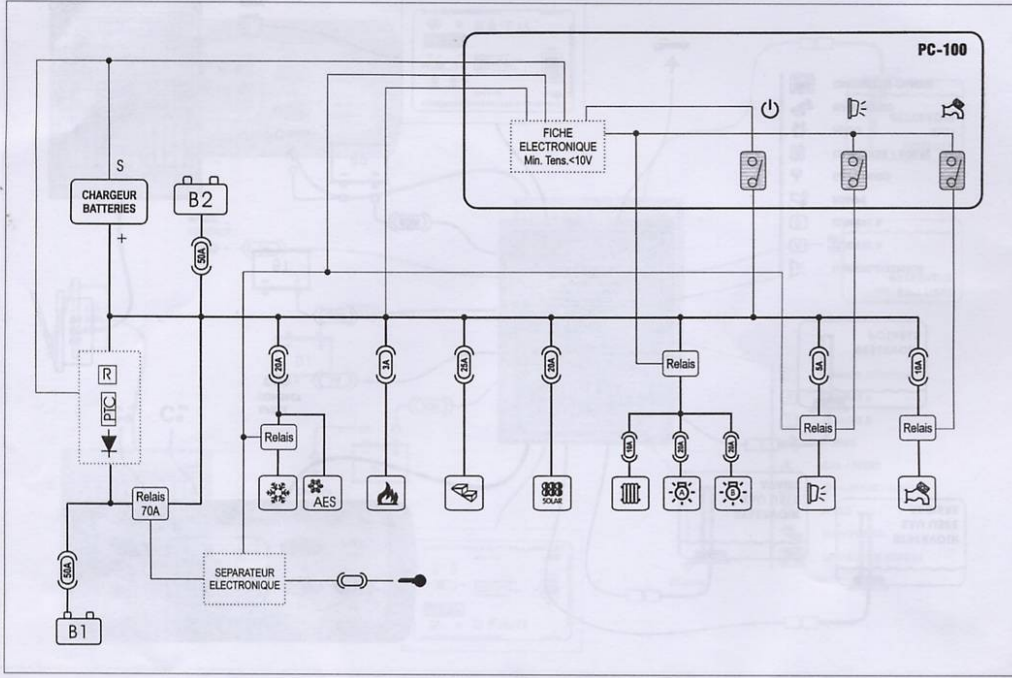 PC-100
FICHE
ELECTRONIQUE
Min. Tens.<10V
S
CHARGEUR
BATTERIES
+
B2
50A
20A
3A
25A
20A
5A
10A
R
PTC
Relais
Relais
Relais
Relais
10A
20A
20A
AES
SOLAIRE
A
B
Relais
70A
SEPARATEUR
ELECTRONIQUE
50A
B1